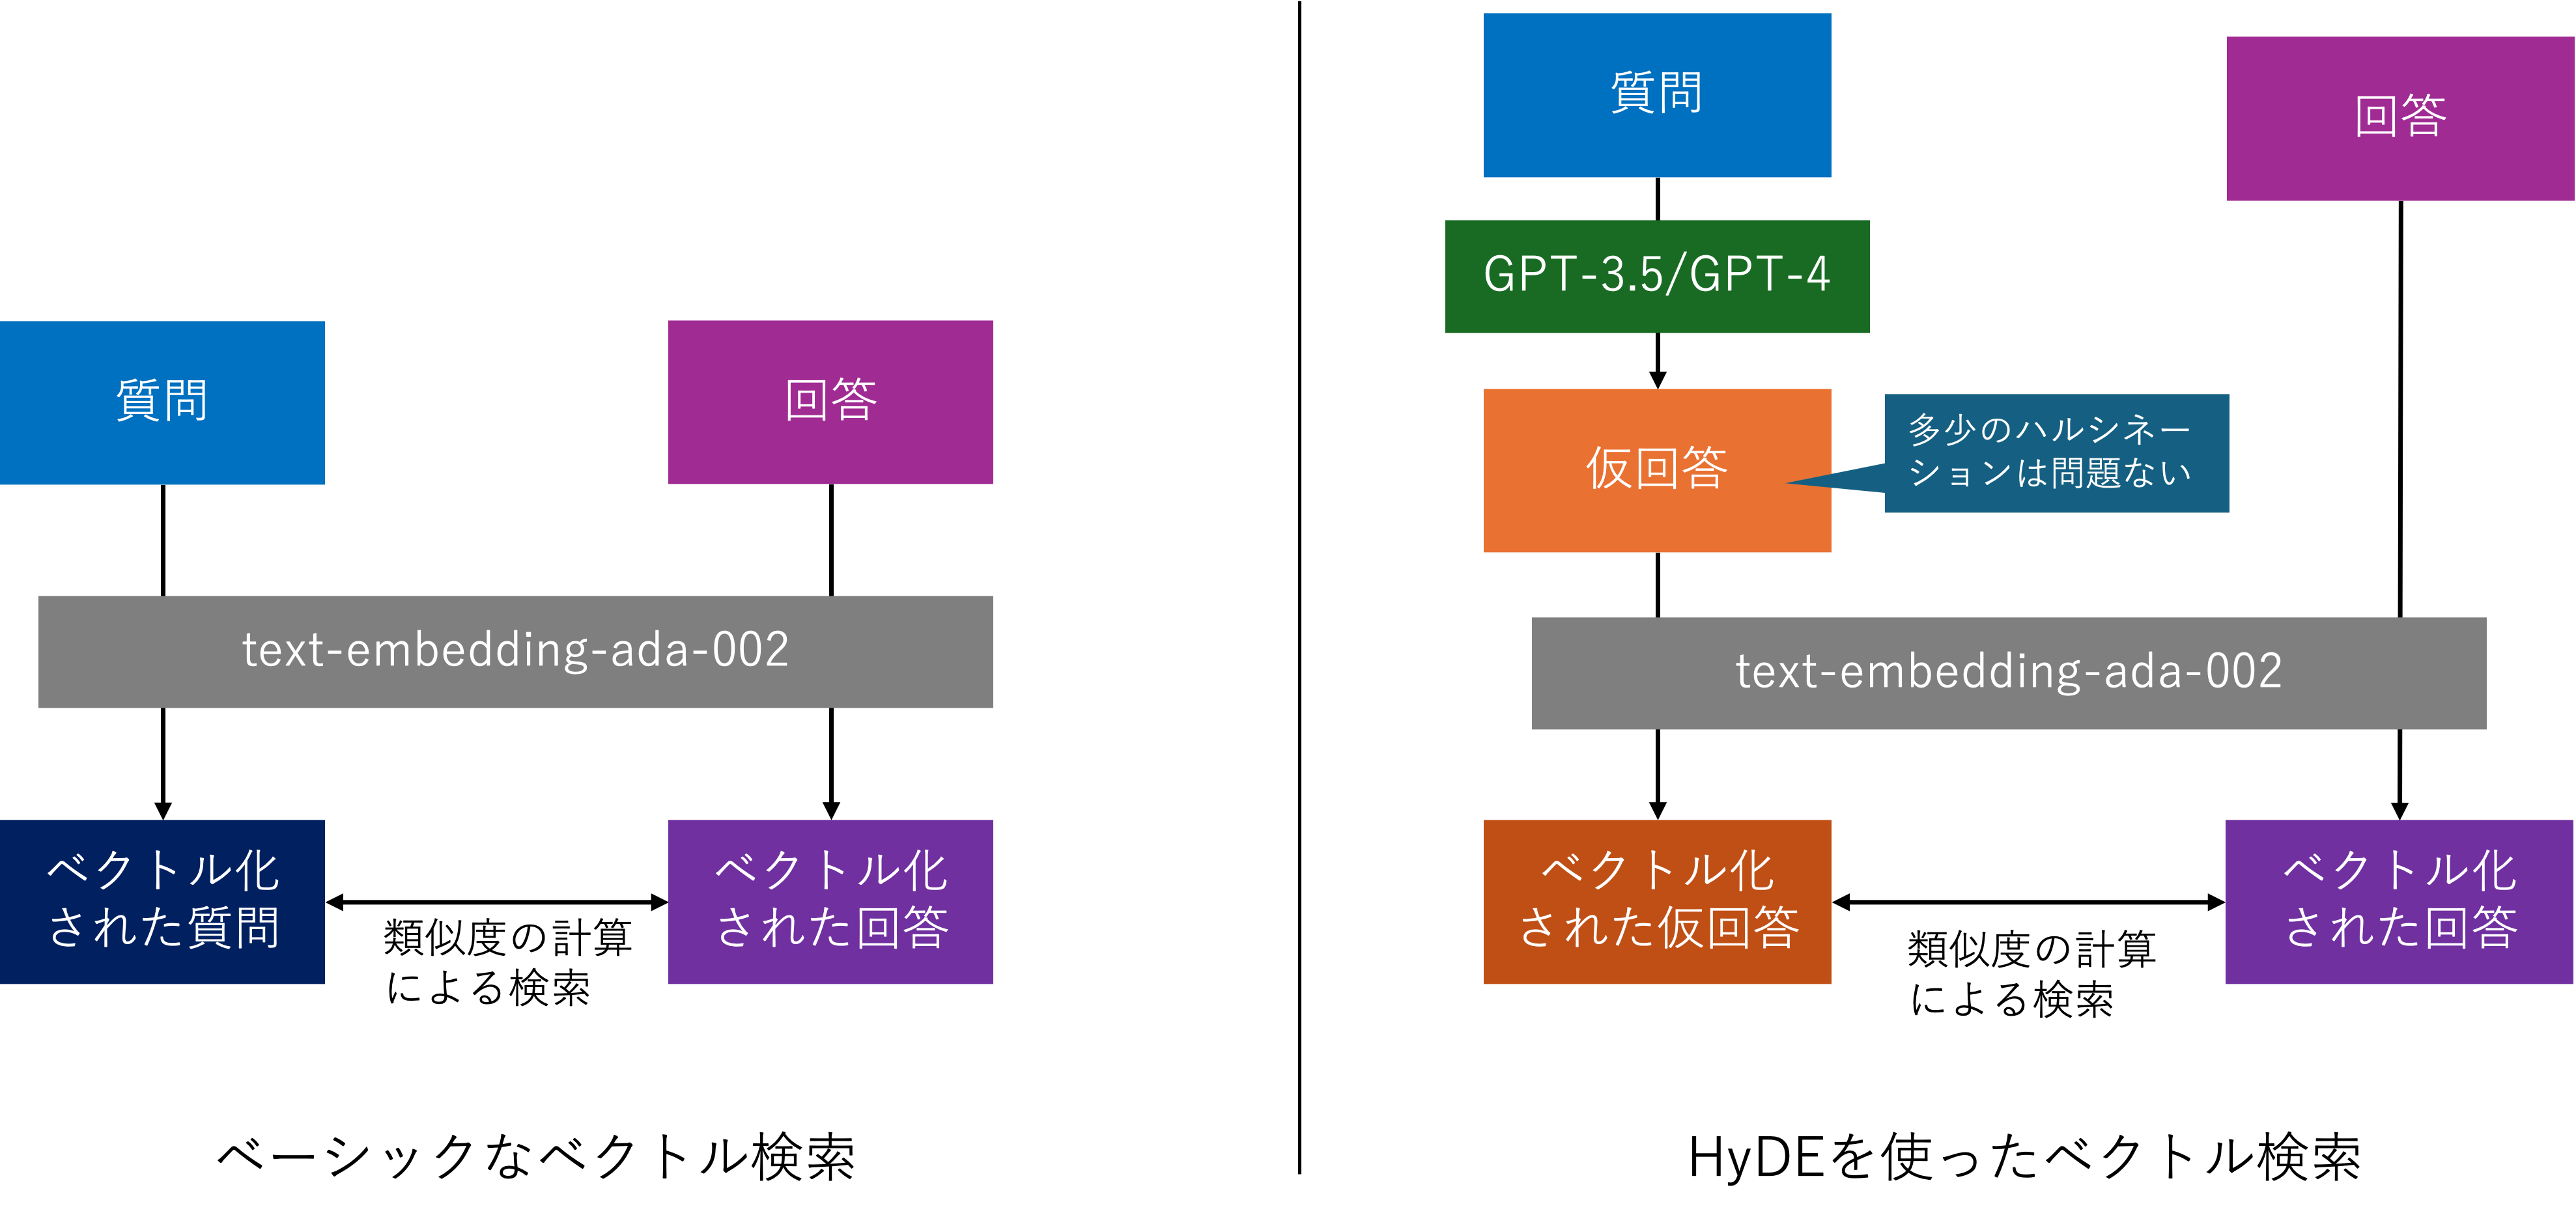 質問
回答
text-embedding-ada-002
ベクトル化
された質問
類似度の計算
による検索
ベクトル化
された回答
ベーシックなベクトル検索
質問
回答
GPT-3.5/GPT-4
仮回答
多少のハルシネー
ションは問題ない
text-embedding-ada-002
ベクトル化
された仮回答
類似度の計算
による検索
ベクトル化
された回答
HyDEを使ったベクトル検索